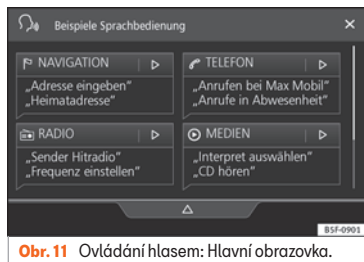 Beispiele Sprachbedienung
NAVIGATION
„Adresse eingeben“
„Heimatadresse“
TELEFON
„Anrufen bei Max Mobil“
„Anrufe in Abwesenheit“
RADIO
„Sender Hitradio“
„Frequenz einstellen“
MEDIEN
„Interpret auswählen“
„CD hören“
BSF-0901
Obr. 11 Ovládání hlasem: Hlavní obrazovka.